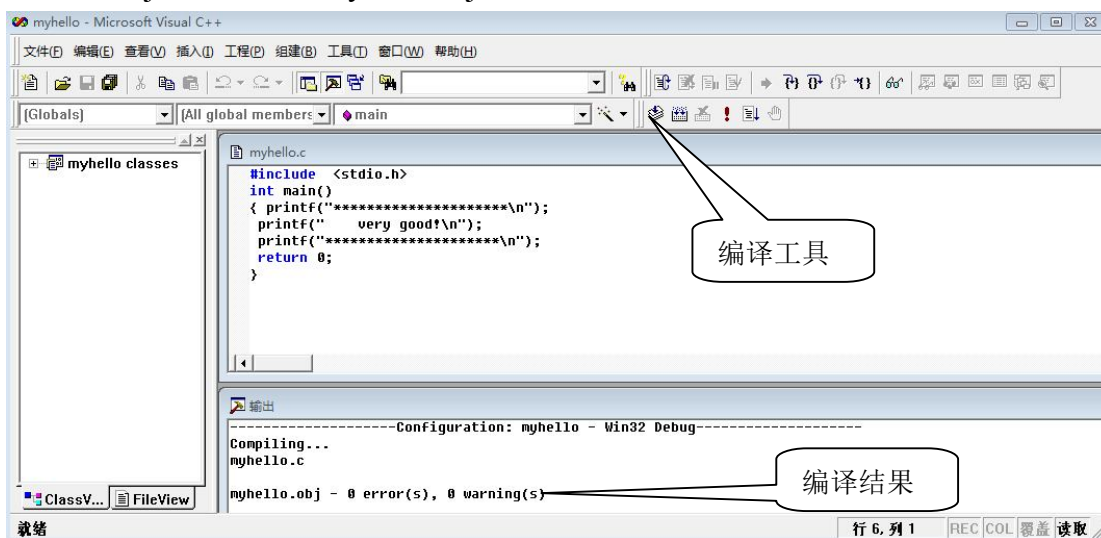 myhello - Microsoft Visual C++
文件(F) 编辑(E) 查看(V) 插入(I) 工程(P) 组建(B) 工具(T) 窗口(W) 帮助(H)
[Globals] [All global members main
myhello classes
myhello.c
#include <stdio.h>
int main()
{ printf("*********************\n");
printf("    very good!\n");
printf("*********************\n");
return 0;
}
编译工具
输出
--------------------Configuration: myhello - Win32 Debug--------------------
Compiling...
myhello.c
myhello.obj - 0 error(s), 0 warning(s)
编译结果
ClassV... FileView
就绪 行 6, 列 1 REC COL 覆盖 读取